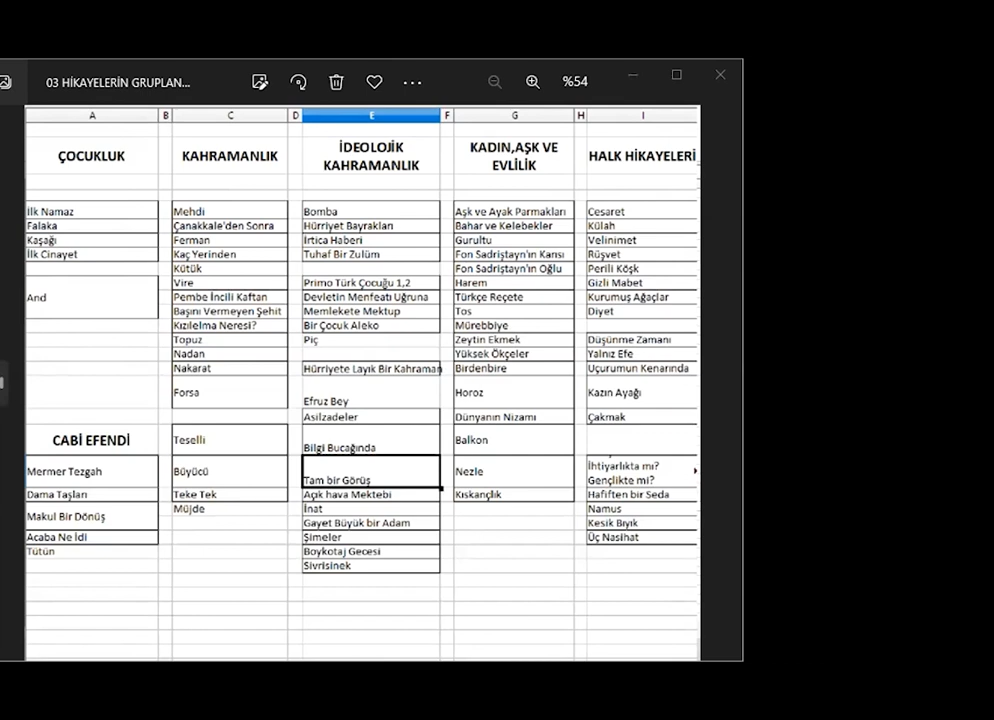 03 HİKAYELERİN GRUPLAN...
%54
A B C D E F G H I
ÇOCUKLUK
İlk Namaz
Falaka
Kaşağı
İlk Cinayet
And
CABİ EFENDİ
Mermer Tezgah
Dama Taşları
Makul Bir Dönüş
Acaba Ne İdi
Tütün
KAHRAMANLIK
Mehdi
Çanakkale'den Sonra
Ferman
Kaç Yerinden
Kütük
Vire
Pembe İncili Kaftan
Başını Vermeyen Şehit
Kızılelma Neresi?
Topuz
Nadan
Nakarat
Forsa
Teselli
Büyücü
Teke Tek
Müjde
İDEOLOJİK
KAHRAMANLIK
Bomba
Hürriyet Bayrakları
İrtica Haberi
Tuhaf Bir Zulüm
Primo Türk Çocuğu 1,2
Devletin Menfeatı Uğruna
Memlekete Mektup
Bir Çocuk Aleko
Piç
Hürriyete Layık Bir Kahraman
Efruz Bey
Asilzadeler
Bilgi Bucağında
Tam bir Görüş
Açık hava Mektebi
İnat
Gayet Büyük bir Adam
Şimeler
Boykotaj Gecesi
Sivrisinek
KADIN,AŞK VE
EVLİLİK
Aşk ve Ayak Parmakları
Bahar ve Kelebekler
Gurultu
Fon Sadriştayn'ın Karısı
Fon Sadriştayn'ın Oğlu
Harem
Türkçe Reçete
Tos
Mürebbiye
Zeytin Ekmek
Yüksek Ökçeler
Birdenbire
Horoz
Dünyanın Nizamı
Balkon
Nezle
Kıskançlık
HALK HİKAYELERİ
Cesaret
Külah
Velinimet
Rüşvet
Perili Köşk
Gizli Mabet
Kurumuş Ağaçlar
Diyet
Düşünme Zamanı
Yalnız Efe
Uçurumun Kenarında
Kazın Ayağı
Çakmak
İhtiyarlıkta mı?
Gençlikte mi?
Hafiften bir Seda
Namus
Kesik Bıyık
Üç Nasihat